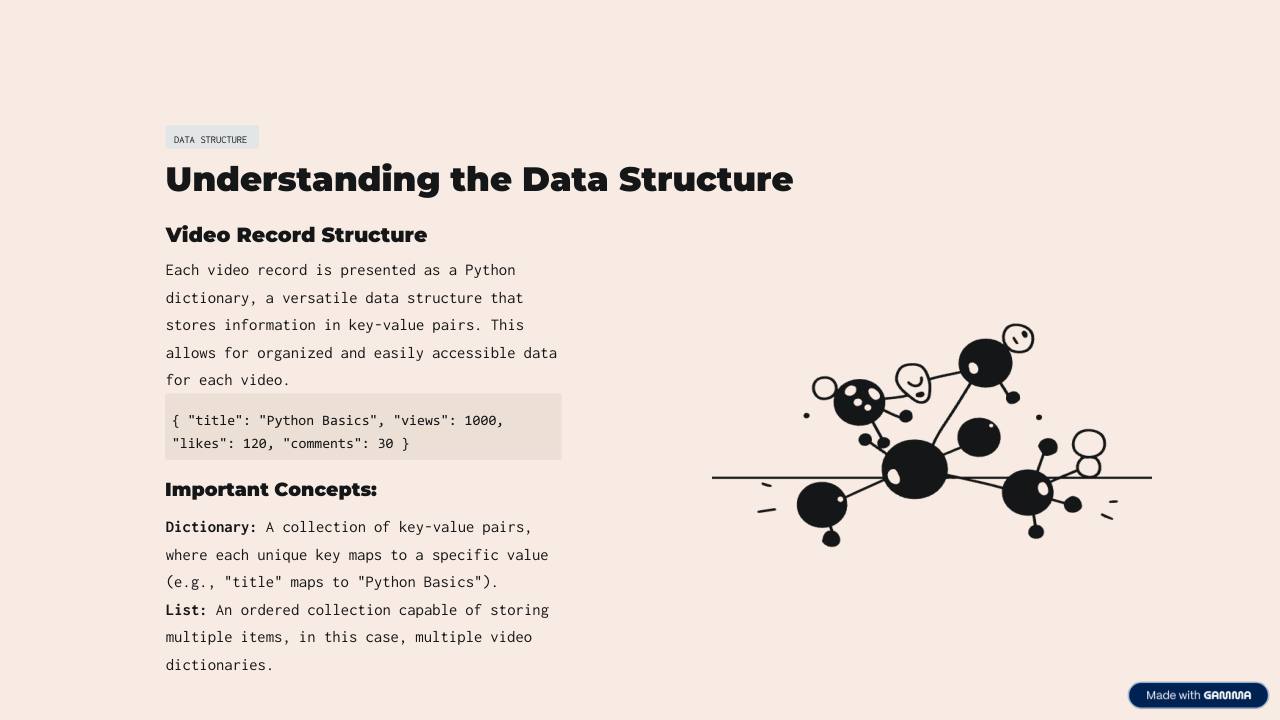 DATA STRUCTURE
Understanding the Data Structure
Video Record Structure
Each video record is presented as a Python
dictionary, a versatile data structure that
stores information in key-value pairs. This
allows for organized and easily accessible data
for each video.
{ "title": "Python Basics", "views": 1000,
"likes": 120, "comments": 30 }
Important Concepts:
Dictionary: A collection of key-value pairs,
where each unique key maps to a specific value
(e.g., "title" maps to "Python Basics").
List: An ordered collection capable of storing
multiple items, in this case, multiple video
dictionaries.
Made with GAMMA